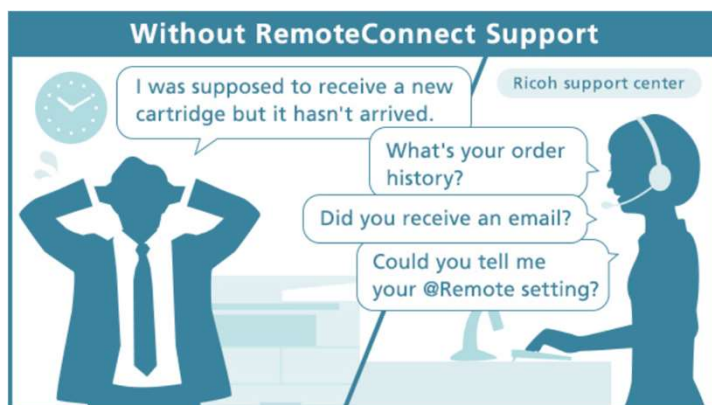 Without RemoteConnect Support
I was supposed to receive a new
cartridge but it hasn't arrived.
Ricoh support center
What's your order
history?
Did you receive an email?
Could you tell me
your @Remote setting?